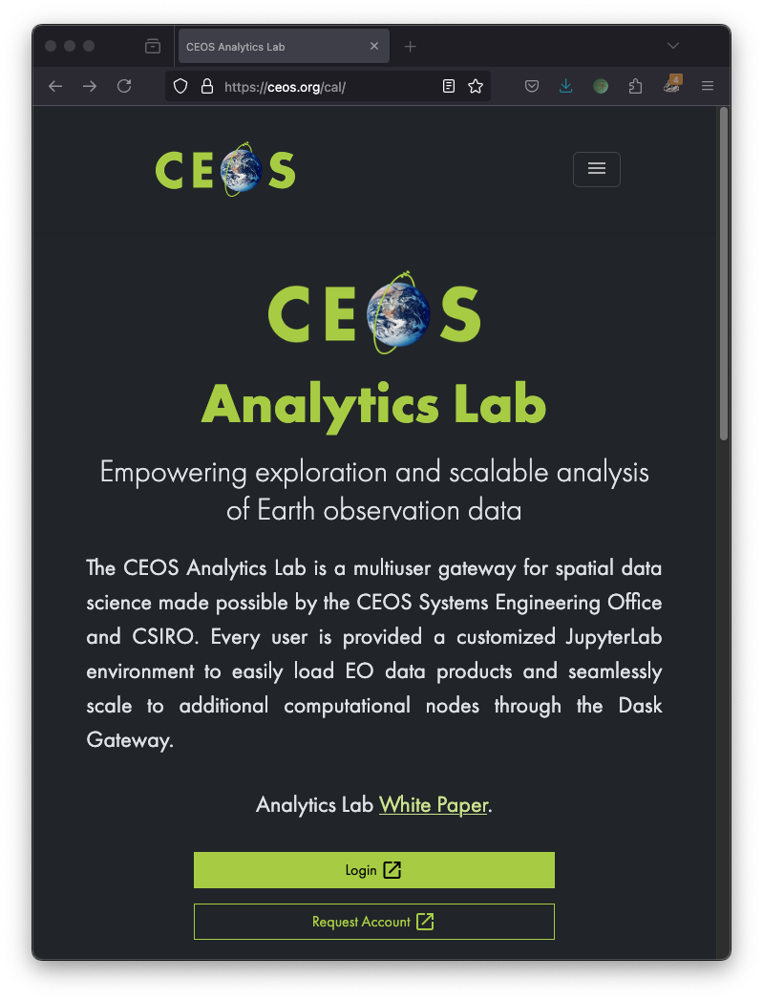 CEOS Analytics Lab
https://ceos.org/cal/
4
CEOS
CEOS
Analytics Lab
Empowering exploration and scalable analysis
of Earth observation data
The CEOS Analytics Lab is a multiuser gateway for spatial data
science made possible by the CEOS Systems Engineering Office
and CSIRO. Every user is provided a customized JupyterLab
environment to easily load EO data products and seamlessly
scale to additional computational nodes through the Dask
Gateway.
Analytics Lab White Paper.
Login
Request Account